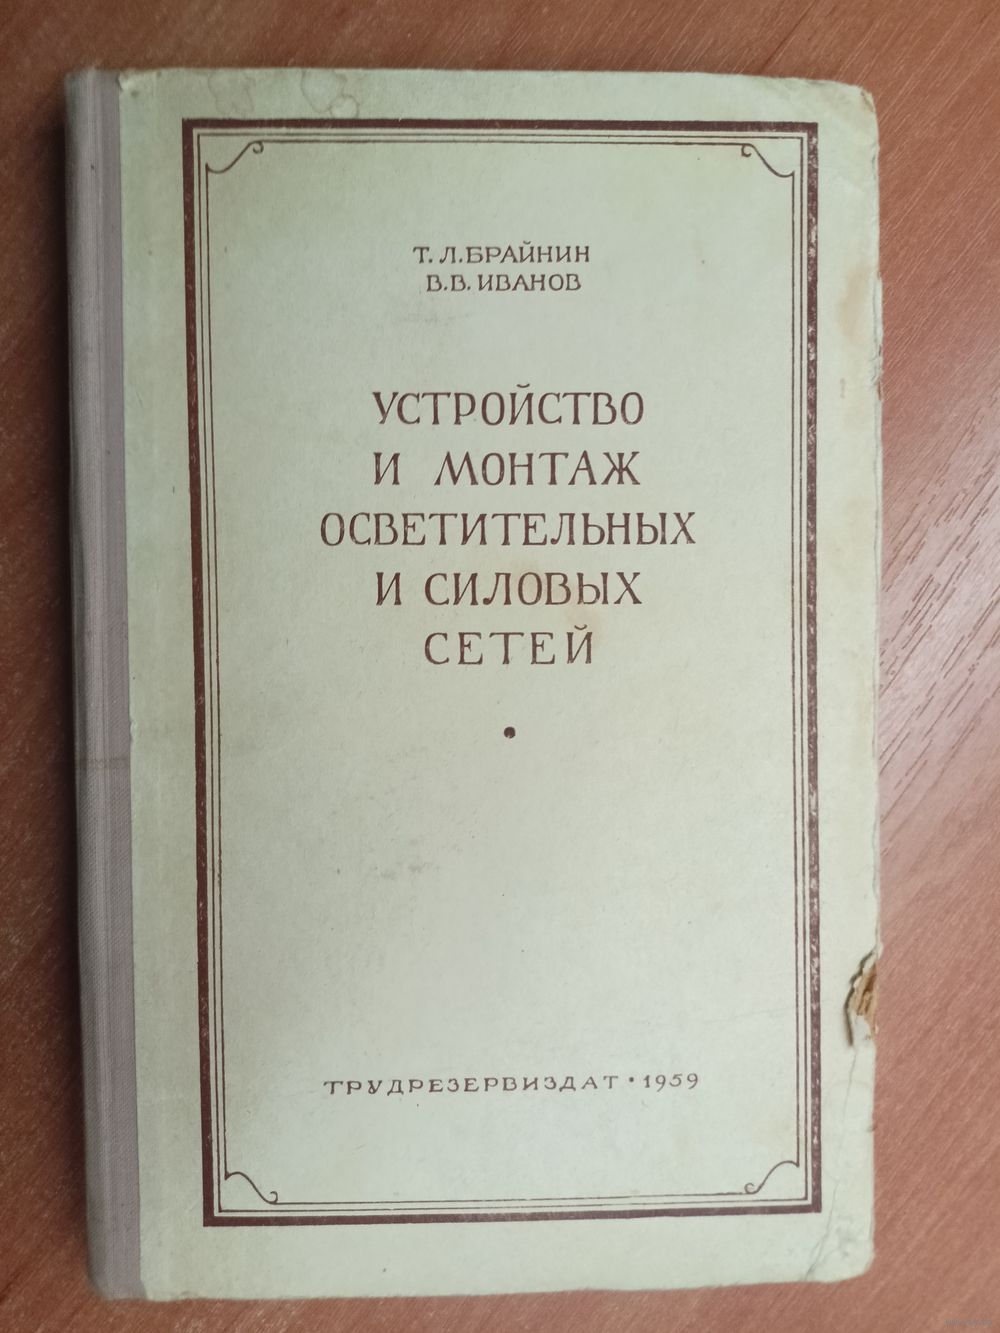 Т. Л. БРАЙНИН
В. В. ИВАНОВ
УСТРОЙСТВО
И МОНТАЖ
ОСВЕТИТЕЛЬНЫХ
И СИЛОВЫХ
СЕТЕЙ
ТРУДРЕЗЕРВИЗДАТ • 1959